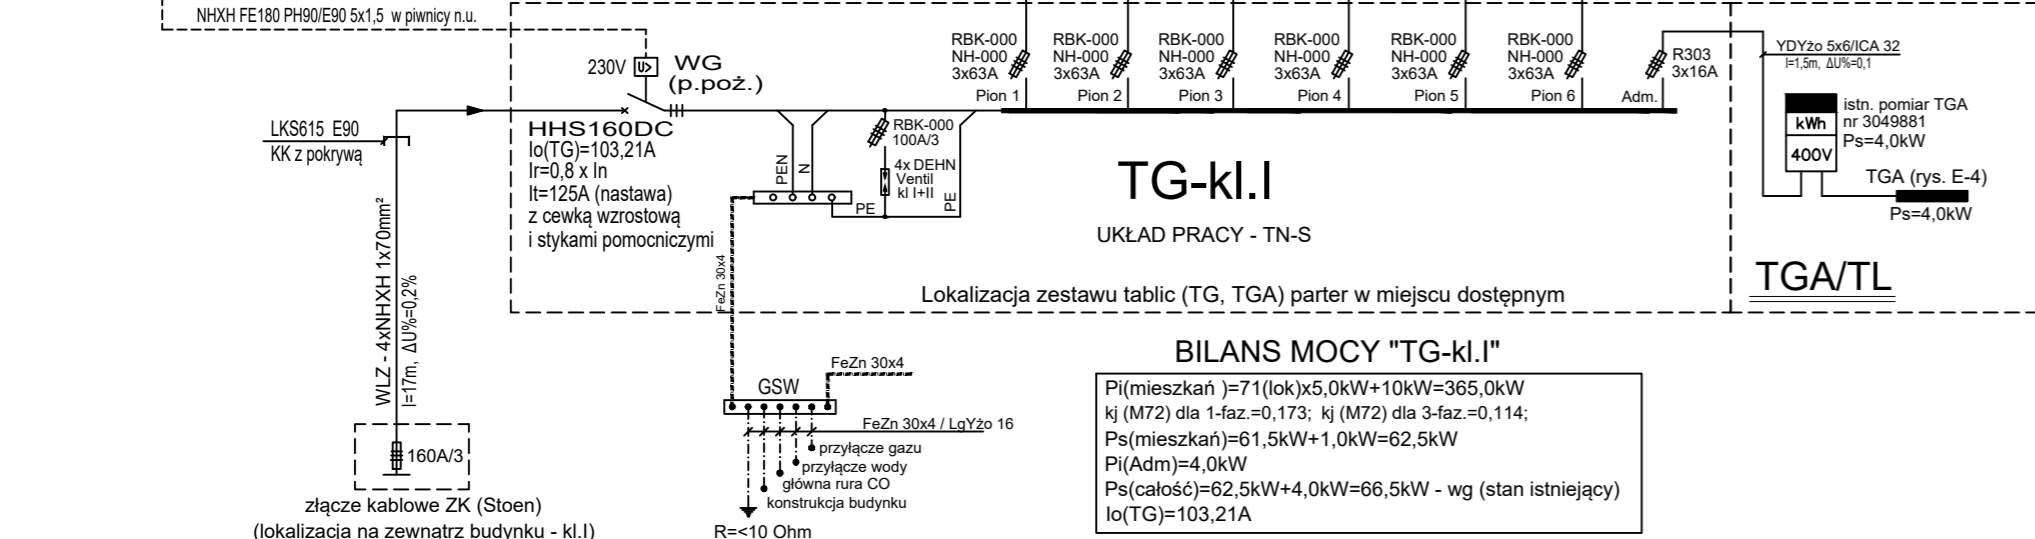 NHXH FE180 PH90/E90 5x1,5 w piwnicy n.u.
230V
U>
WG
(p.poż.)
HHS160DC
Io(TG)=103,21A
Ir=0,8 x In
It=125A (nastawa)
z cewką wzrostową
i stykami pomocniczymi
LKS615 E90
KK z pokrywą
WLZ - 4xNHXH 1x70mm²
l=17m, ΔU%=0,2%
160A/3
złącze kablowe ZK (Stoen)
(lokalizacja na zewnątrz budynku - kl.I)
PEN
N
PE
PE
RBK-000
100A/3
4x DEHN
Ventil
kl I+II
FeZn 30x4
GSW
FeZn 30x4
FeZn 30x4 / LgYżo 16
przyłącze gazu
przyłącze wody
główna rura CO
konstrukcja budynku
R=<10 Ohm
RBK-000
NH-000
3x63A
Pion 1
RBK-000
NH-000
3x63A
Pion 2
RBK-000
NH-000
3x63A
Pion 3
RBK-000
NH-000
3x63A
Pion 4
RBK-000
NH-000
3x63A
Pion 5
RBK-000
NH-000
3x63A
Pion 6
R303
3x16A
Adm.
TG-kl.I
UKŁAD PRACY - TN-S
Lokalizacja zestawu tablic (TG, TGA) parter w miejscu dostępnym
YDYżo 5x6/ICA 32
l=1,5m, ΔU%=0,1
kWh
400V
istn. pomiar TGA
nr 3049881
Ps=4,0kW
TGA (rys. E-4)
Ps=4,0kW
TGA/TL
BILANS MOCY "TG-kl.I"
Pi(mieszkań )=71(lok)x5,0kW+10kW=365,0kW
kj (M72) dla 1-faz.=0,173; kj (M72) dla 3-faz.=0,114;
Ps(mieszkań)=61,5kW+1,0kW=62,5kW
Pi(Adm)=4,0kW
Ps(całość)=62,5kW+4,0kW=66,5kW - wg (stan istniejący)
Io(TG)=103,21A